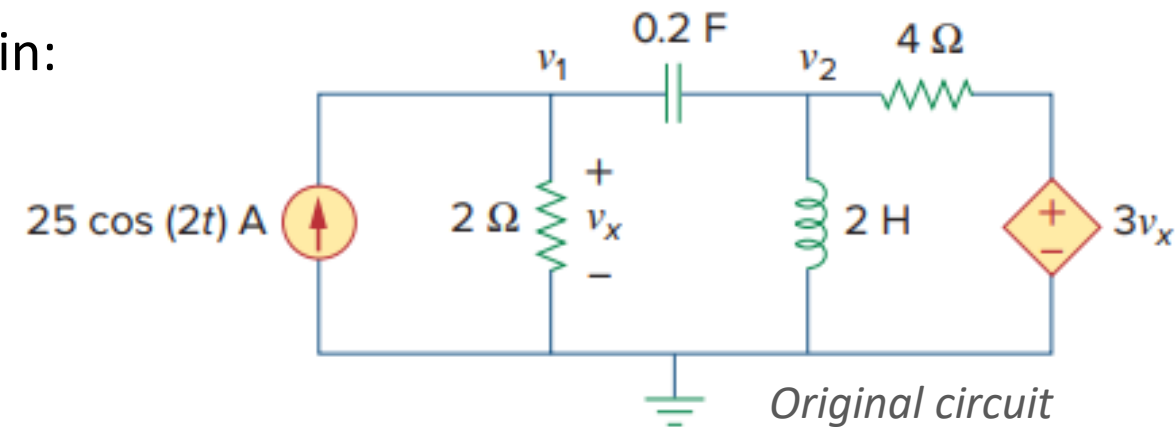 in:
0.2 F
4 Ω
v₁
v₂
+
25 cos (2t) A
2 Ω
vₓ
2 H
+
3vₓ
−
−
Original circuit